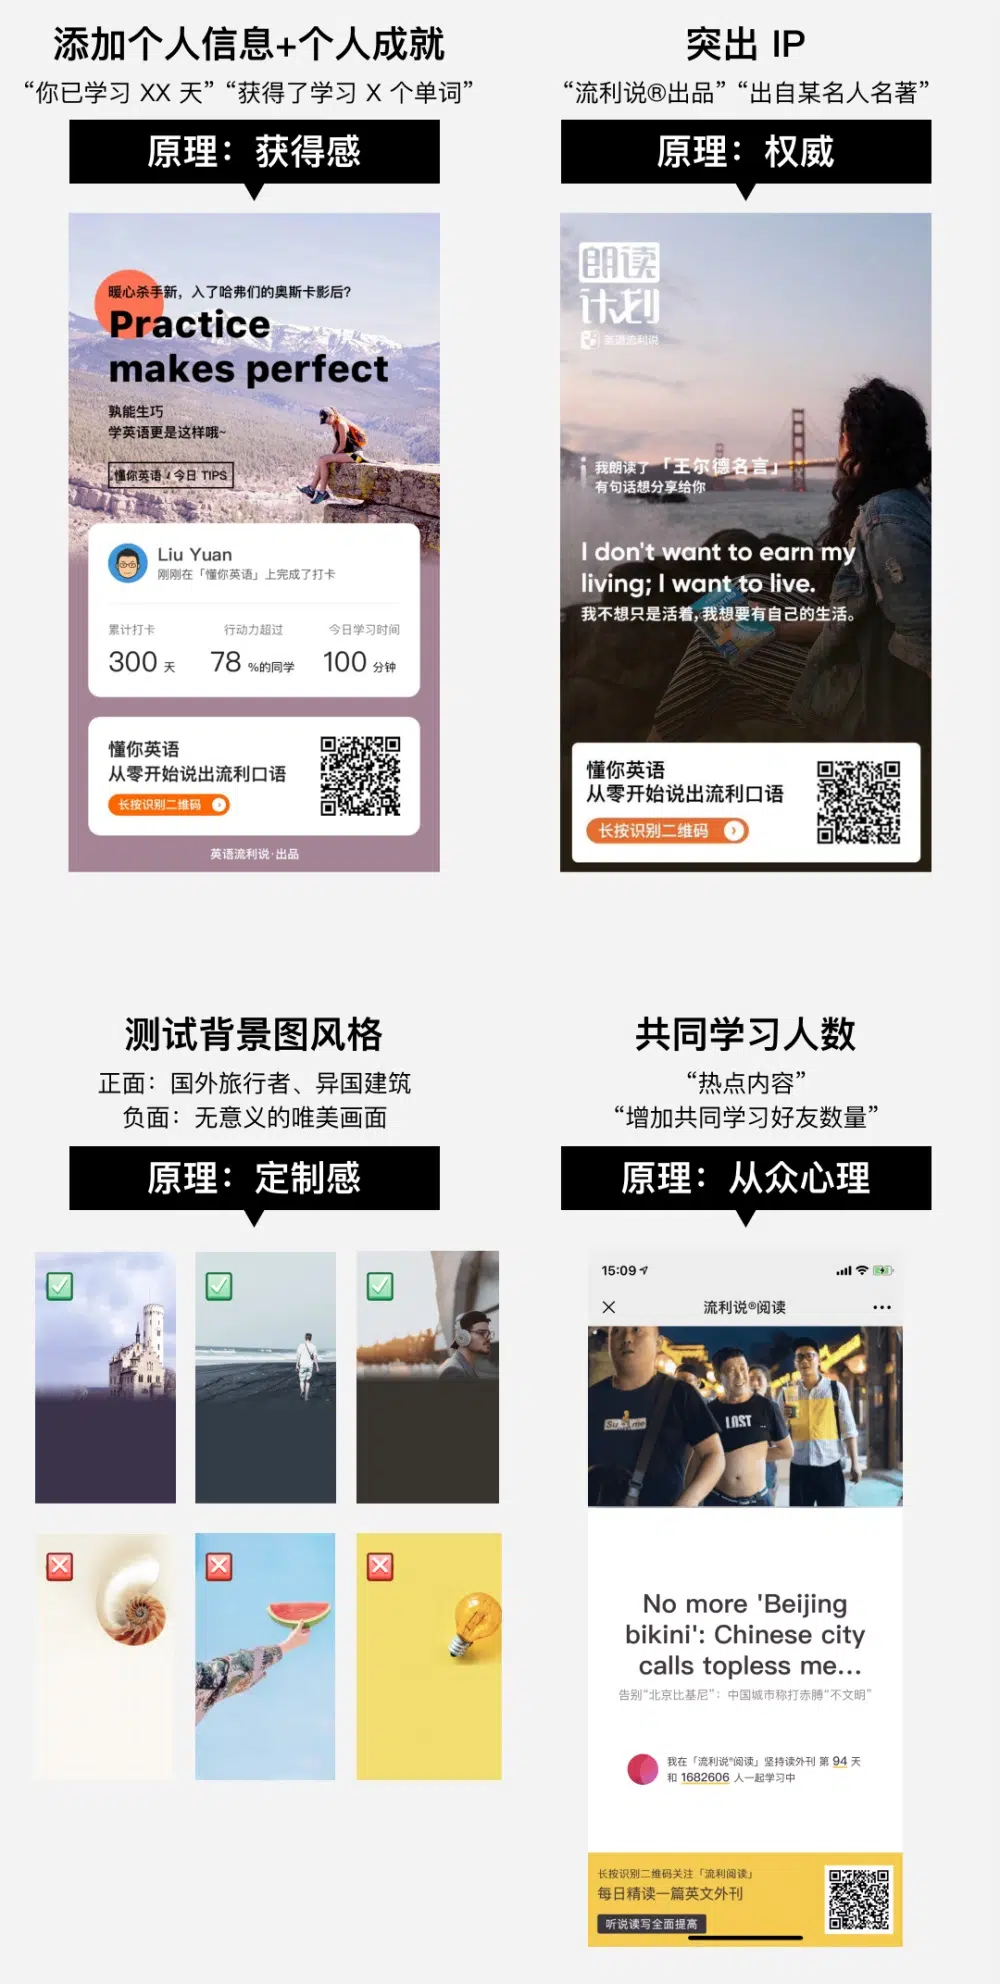 添加个人信息+个人成就
“你已学习 XX 天” “获得了学习 X 个单词”
原理：获得感
暖心杀手新，入了哈弗们的奥斯卡影后?
Practice
makes perfect
孰能生巧
学英语更是这样哦~
懂你英语 / 今日 TIPS
Liu Yuan
刚刚在「懂你英语」上完成了打卡
累计打卡 行动力超过 今日学习时间
300 天 78 %的同学 100 分钟
懂你英语
从零开始说出流利口语
长按识别二维码
英语流利说·出品
突出 IP
“流利说®出品” “出自某名人名著”
原理：权威
朗读
计划
英语流利说
我朗读了「王尔德名言」
有句话想分享给你
I don't want to earn my
living; I want to live.
我不想只是活着，我想要有自己的生活。
懂你英语
从零开始说出流利口语
长按识别二维码
测试背景图风格
正面：国外旅行者、异国建筑
负面：无意义的唯美画面
原理：定制感
共同学习人数
“热点内容”
“增加共同学习好友数量”
原理：从众心理
15:09
流利说®阅读
LOST
No more 'Beijing
bikini': Chinese city
calls topless me...
告别“北京比基尼”：中国城市称打赤膊“不文明”
我在「流利说®阅读」坚持读外刊 第 94 天
和 1682606 人一起学习中
长按识别二维码关注「流利阅读」
每日精读一篇英文外刊
听说读写全面提高